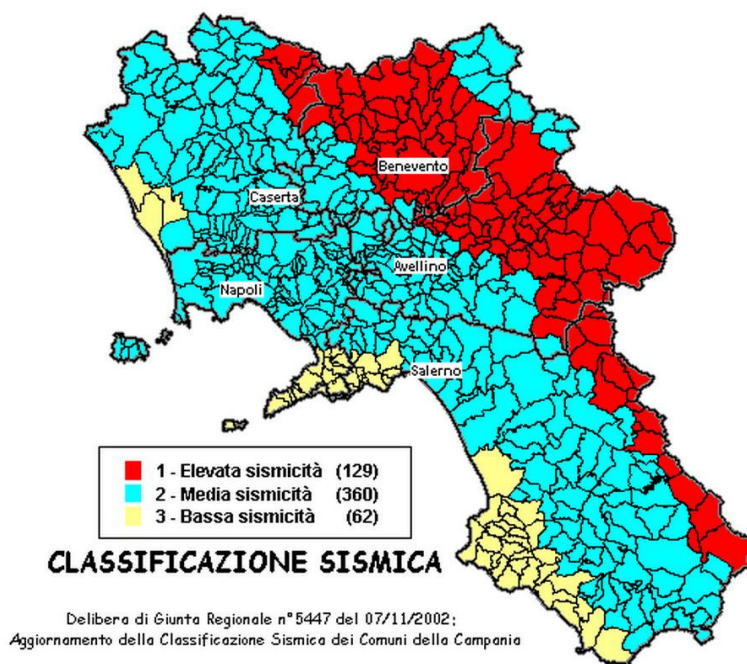 Benevento
Caserta
Avellino
Napoli
Salerno
1 - Elevata sismicità (129)
2 - Media sismicità (360)
3 - Bassa sismicità (62)
CLASSIFICAZIONE SISMICA
Delibera di Giunta Regionale n°5447 del 07/11/2002;
Aggiornamento della Classificazione Sismica dei Comuni della Campania